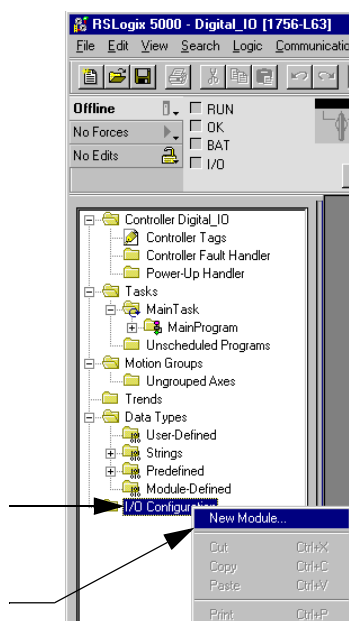 RSLogix 5000 - Digital_IO [1756-L63]
File Edit View Search Logic
Offline
RUN
No Forces
OK
BAT
No Edits
I/O
Controller Digital_IO
Controller Tags
Controller Fault Handler
Power-Up Handler
Tasks
MainTask
MainProgram
Unscheduled Programs
Motion Groups
Ungrouped Axes
Trends
Data Types
User-Defined
Strings
Predefined
Module-Defined
I/O
New Module...
Cut Ctrl+X
Copy Ctrl+C
Paste Ctrl+V
Print Ctrl+P